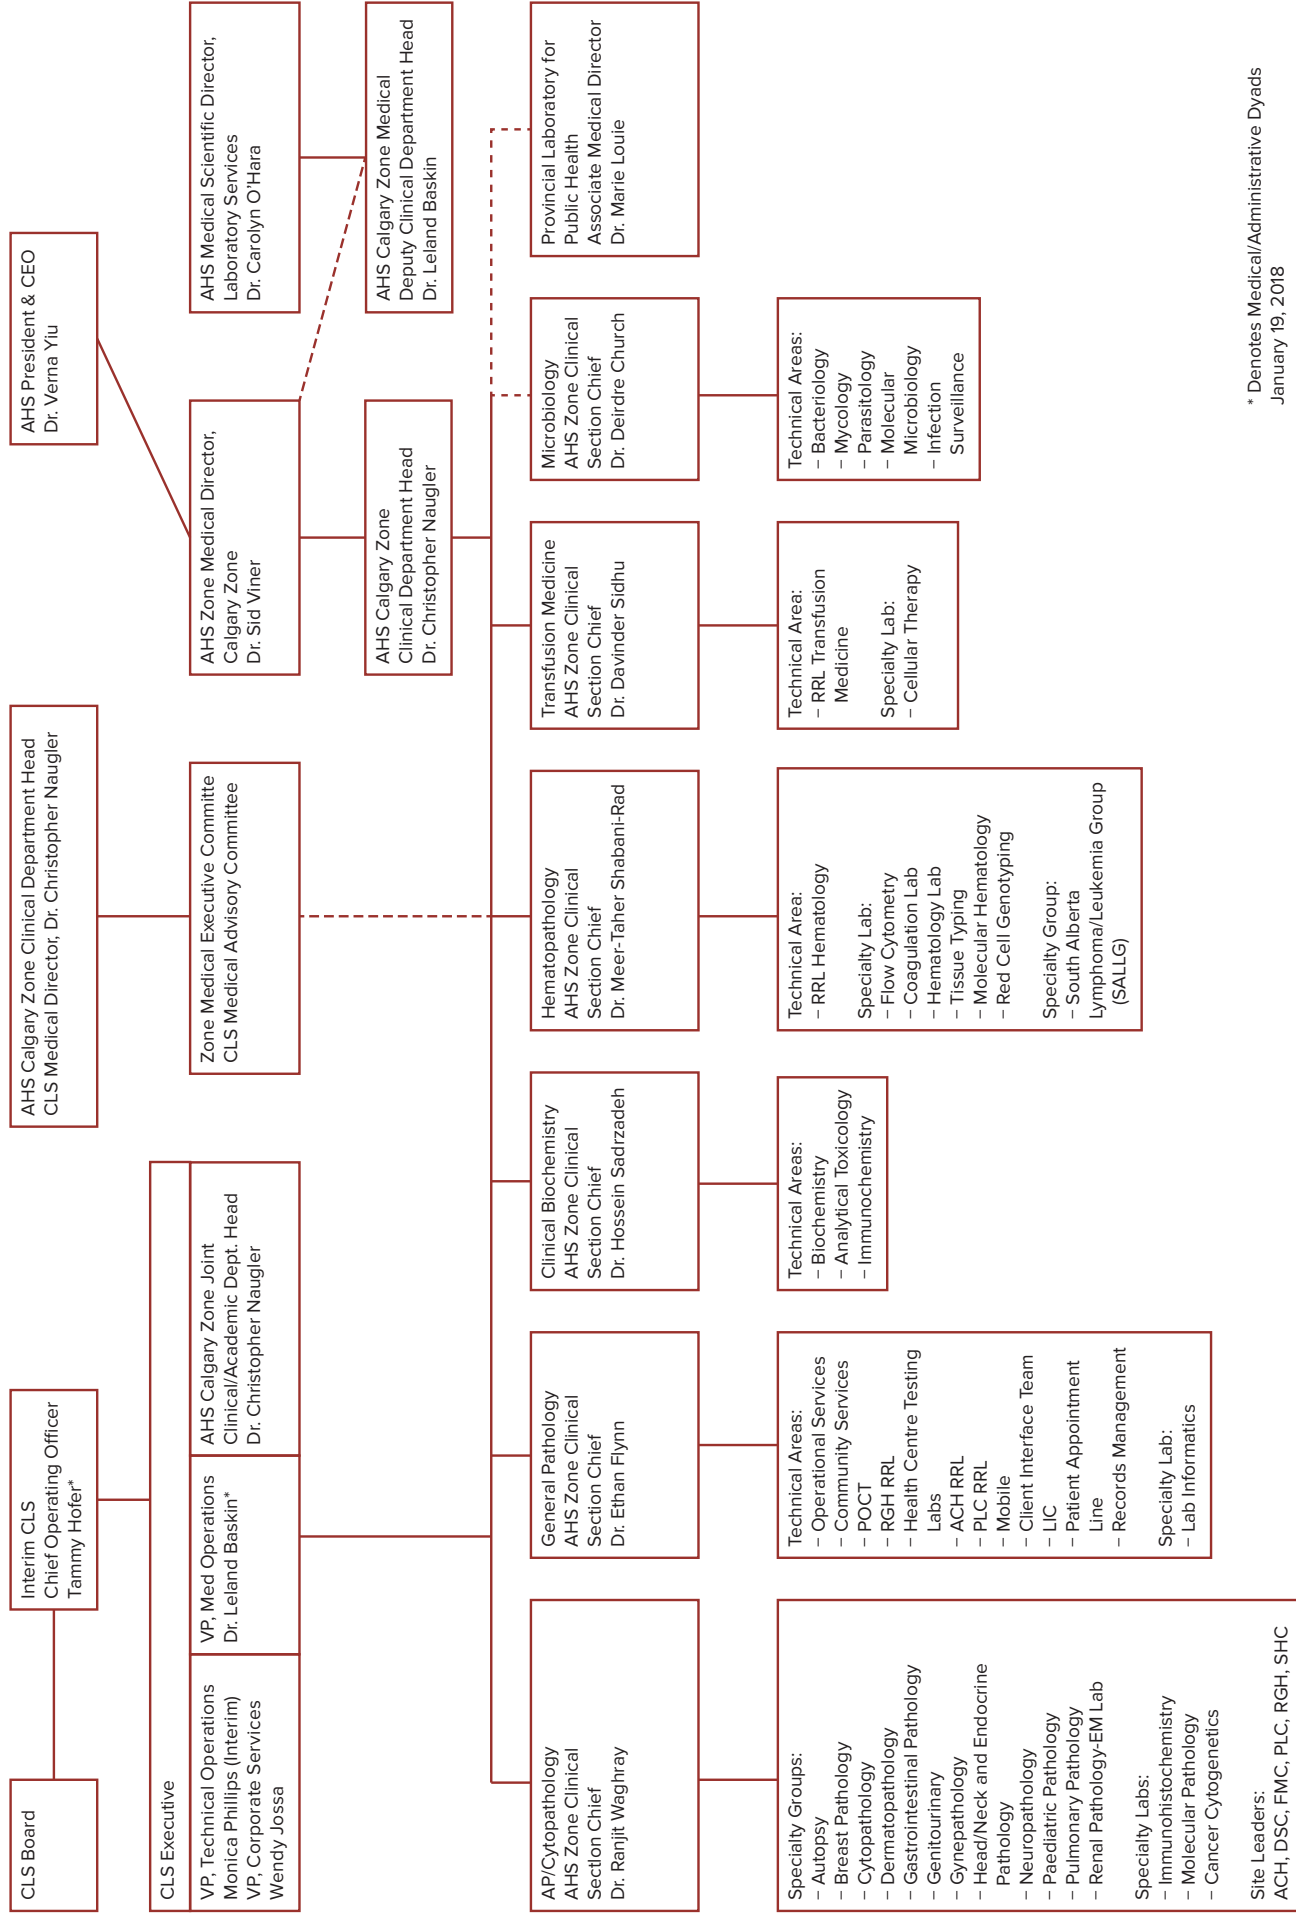 CLS Board
Interim CLS
Chief Operating Officer
Tammy Hofer*
AHS Calgary Zone Clinical Department Head
CLS Medical Director, Dr. Christopher Naugler
AHS President & CEO
Dr. Verna Yiu
CLS Executive
VP, Technical Operations
Monica Phillips (Interim)
VP, Corporate Services
Wendy Jossa
VP, Med Operations
Dr. Leland Baskin*
AHS Calgary Zone Joint
Clinical/Academic Dept. Head
Dr. Christopher Naugler
Zone Medical Executive Committe
CLS Medical Advisory Committee
AHS Zone Medical Director,
Calgary Zone
Dr. Sid Viner
AHS Medical Scientific Director,
Laboratory Services
Dr. Carolyn O'Hara
AHS Calgary Zone
Clinical Department Head
Dr. Christopher Naugler
AHS Calgary Zone Medical
Deputy Clinical Department Head
Dr. Leland Baskin
AP/Cytopathology
AHS Zone Clinical
Section Chief
Dr. Ranjit Waghray
General Pathology
AHS Zone Clinical
Section Chief
Dr. Ethan Flynn
Clinical Biochemistry
AHS Zone Clinical
Section Chief
Dr. Hossein Sadrzadeh
Hematopathology
AHS Zone Clinical
Section Chief
Dr. Meer-Taher Shabani-Rad
Transfusion Medicine
AHS Zone Clinical
Section Chief
Dr. Davinder Sidhu
Microbiology
AHS Zone Clinical
Section Chief
Dr. Deirdre Church
Provincial Laboratory for
Public Health
Associate Medical Director
Dr. Marie Louie
Specialty Groups:
– Autopsy
– Breast Pathology
– Cytopathology
– Dermatopathology
– Gastrointestinal Pathology
– Genitourinary
– Gynepathology
– Head/Neck and Endocrine
Pathology
– Neuropathology
– Paediatric Pathology
– Pulmonary Pathology
– Renal Pathology-EM Lab
Specialty Labs:
– Immunohistochemistry
– Molecular Pathology
– Cancer Cytogenetics
Site Leaders:
ACH, DSC, FMC, PLC, RGH, SHC
Technical Areas:
– Operational Services
– Community Services
– POCT
– RGH RRL
– Health Centre Testing
Labs
– ACH RRL
– PLC RRL
– Mobile
– Client Interface Team
– LIC
– Patient Appointment
Line
– Records Management
Specialty Lab:
– Lab Informatics
Technical Areas:
– Biochemistry
– Analytical Toxicology
– Immunochemistry
Technical Area:
– RRL Hematology
Specialty Lab:
– Flow Cytometry
– Coagulation Lab
– Hematology Lab
– Tissue Typing
– Molecular Hematology
– Red Cell Genotyping
Specialty Group:
– South Alberta
Lymphoma/Leukemia Group
(SALLG)
Technical Area:
– RRL Transfusion
Medicine
Specialty Lab:
– Cellular Therapy
Technical Areas:
– Bacteriology
– Mycology
– Parasitology
– Molecular
Microbiology
– Infection
Surveillance
* Denotes Medical/Administrative Dyads
January 19, 2018